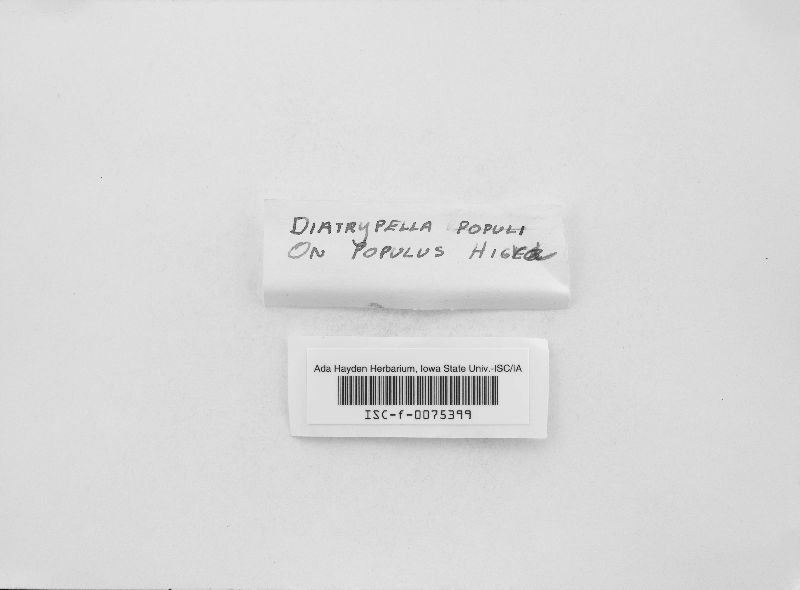 DIATRYPELLA POPULI
ON POPULUS
Ada Hayden Herbarium, Iowa State Univ.-ISC/IA
ISC-f-0075399